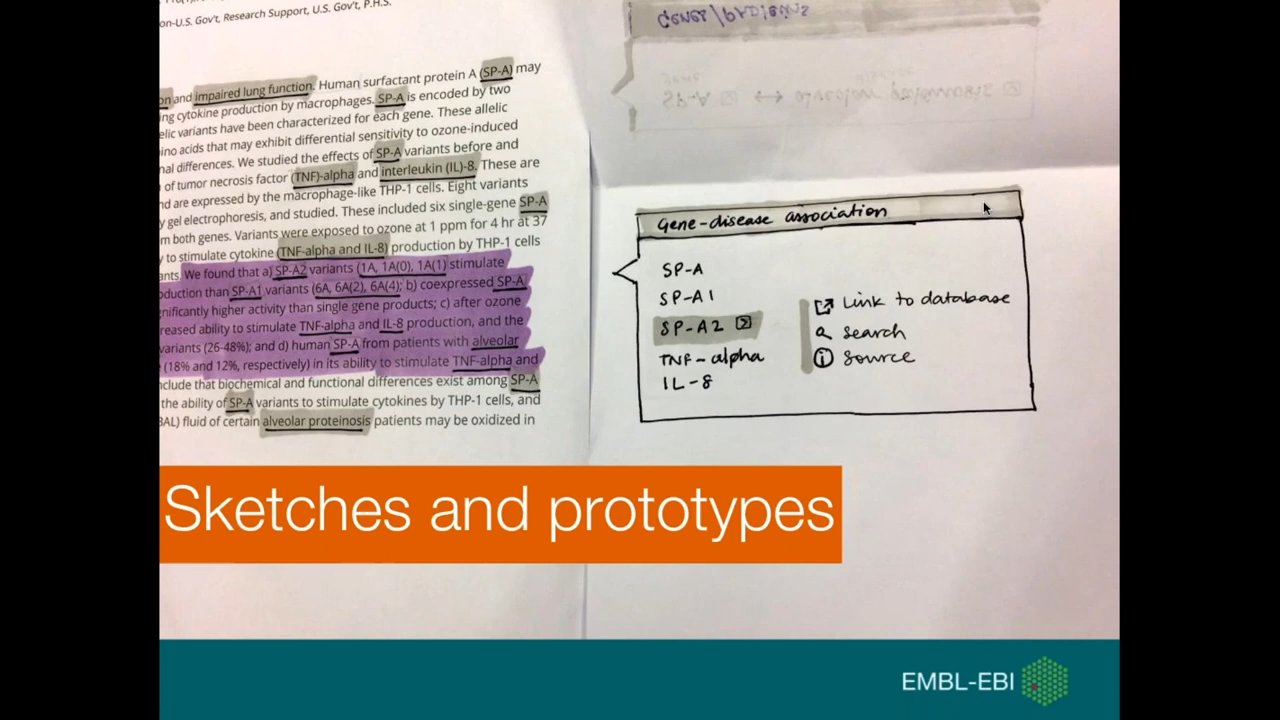 on-U.S. Gov't, Research Support, U.S. Gov't, P.H.S.
on and impaired lung function. Human surfactant protein A (SP-A) may
ng cytokine production by macrophages. SP-A is encoded by two
elic variants have been characterized for each gene. These allelic
ino acids that may exhibit differential sensitivity to ozone-induced
nal differences. We studied the effects of SP-A variants before and
of tumor necrosis factor (TNF)-alpha and interleukin (IL)-8. These are
nd are expressed by the macrophage-like THP-1 cells. Eight variants
y gel electrophoresis, and studied. These included six single-gene SP-A
m both genes. Variants were exposed to ozone at 1 ppm for 4 hr at 37
y to stimulate cytokine (TNF-alpha and IL-8) production by THP-1 cells
ants. We found that a) SP-A2 variants (1A, 1A(0), 1A(1) stimulate
oduction than SP-A1 variants (6A, 6A(2), 6A(4); b) coexpressed SP-A
gnificantly higher activity than single gene products; c) after ozone
reased ability to stimulate TNF-alpha and IL-8 production, and the
variants (26-48%); and d) human SP-A from patients with alveolar
(18% and 12%, respectively) in its ability to stimulate TNF-alpha and
nclude that biochemical and functional differences exist among SP-A
the ability of SP-A variants to stimulate cytokines by THP-1 cells, and
BAL) fluid of certain alveolar proteinosis patients may be oxidized in
Genes/Proteins
gene disease
SP-A ↔ alveolar proteinosis
Gene-disease association
SP-A
SP-A1
SP-A2
TNF-alpha
IL-8
Link to database
search
source
Sketches and prototypes
EMBL-EBI